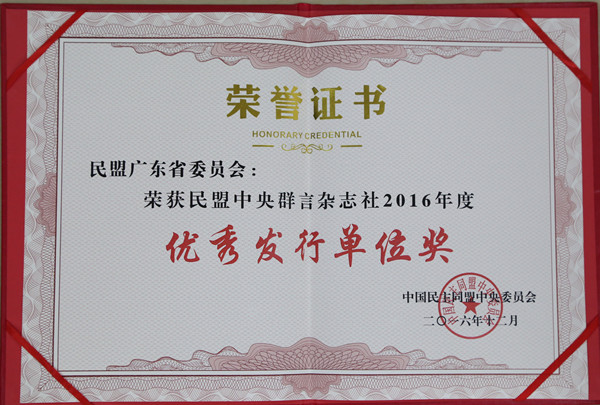 荣誉证书
HONORARY CREDENTIAL
民盟广东省委员会：
荣获民盟中央群言杂志社2016年度
优秀发行单位奖
中国民主同盟中央委员会
二〇一六年十二月